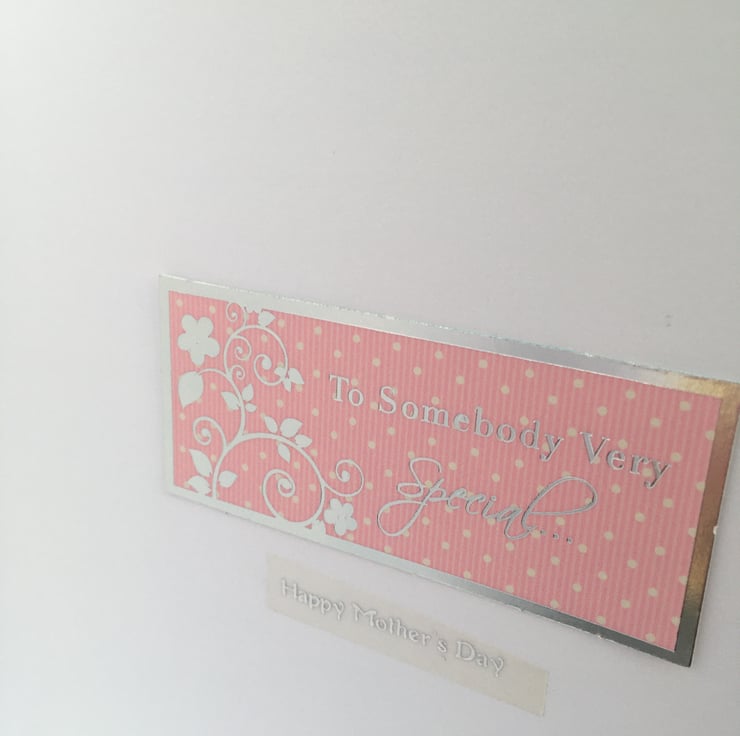 To Somebody Very
Special...
Happy Mother's Day